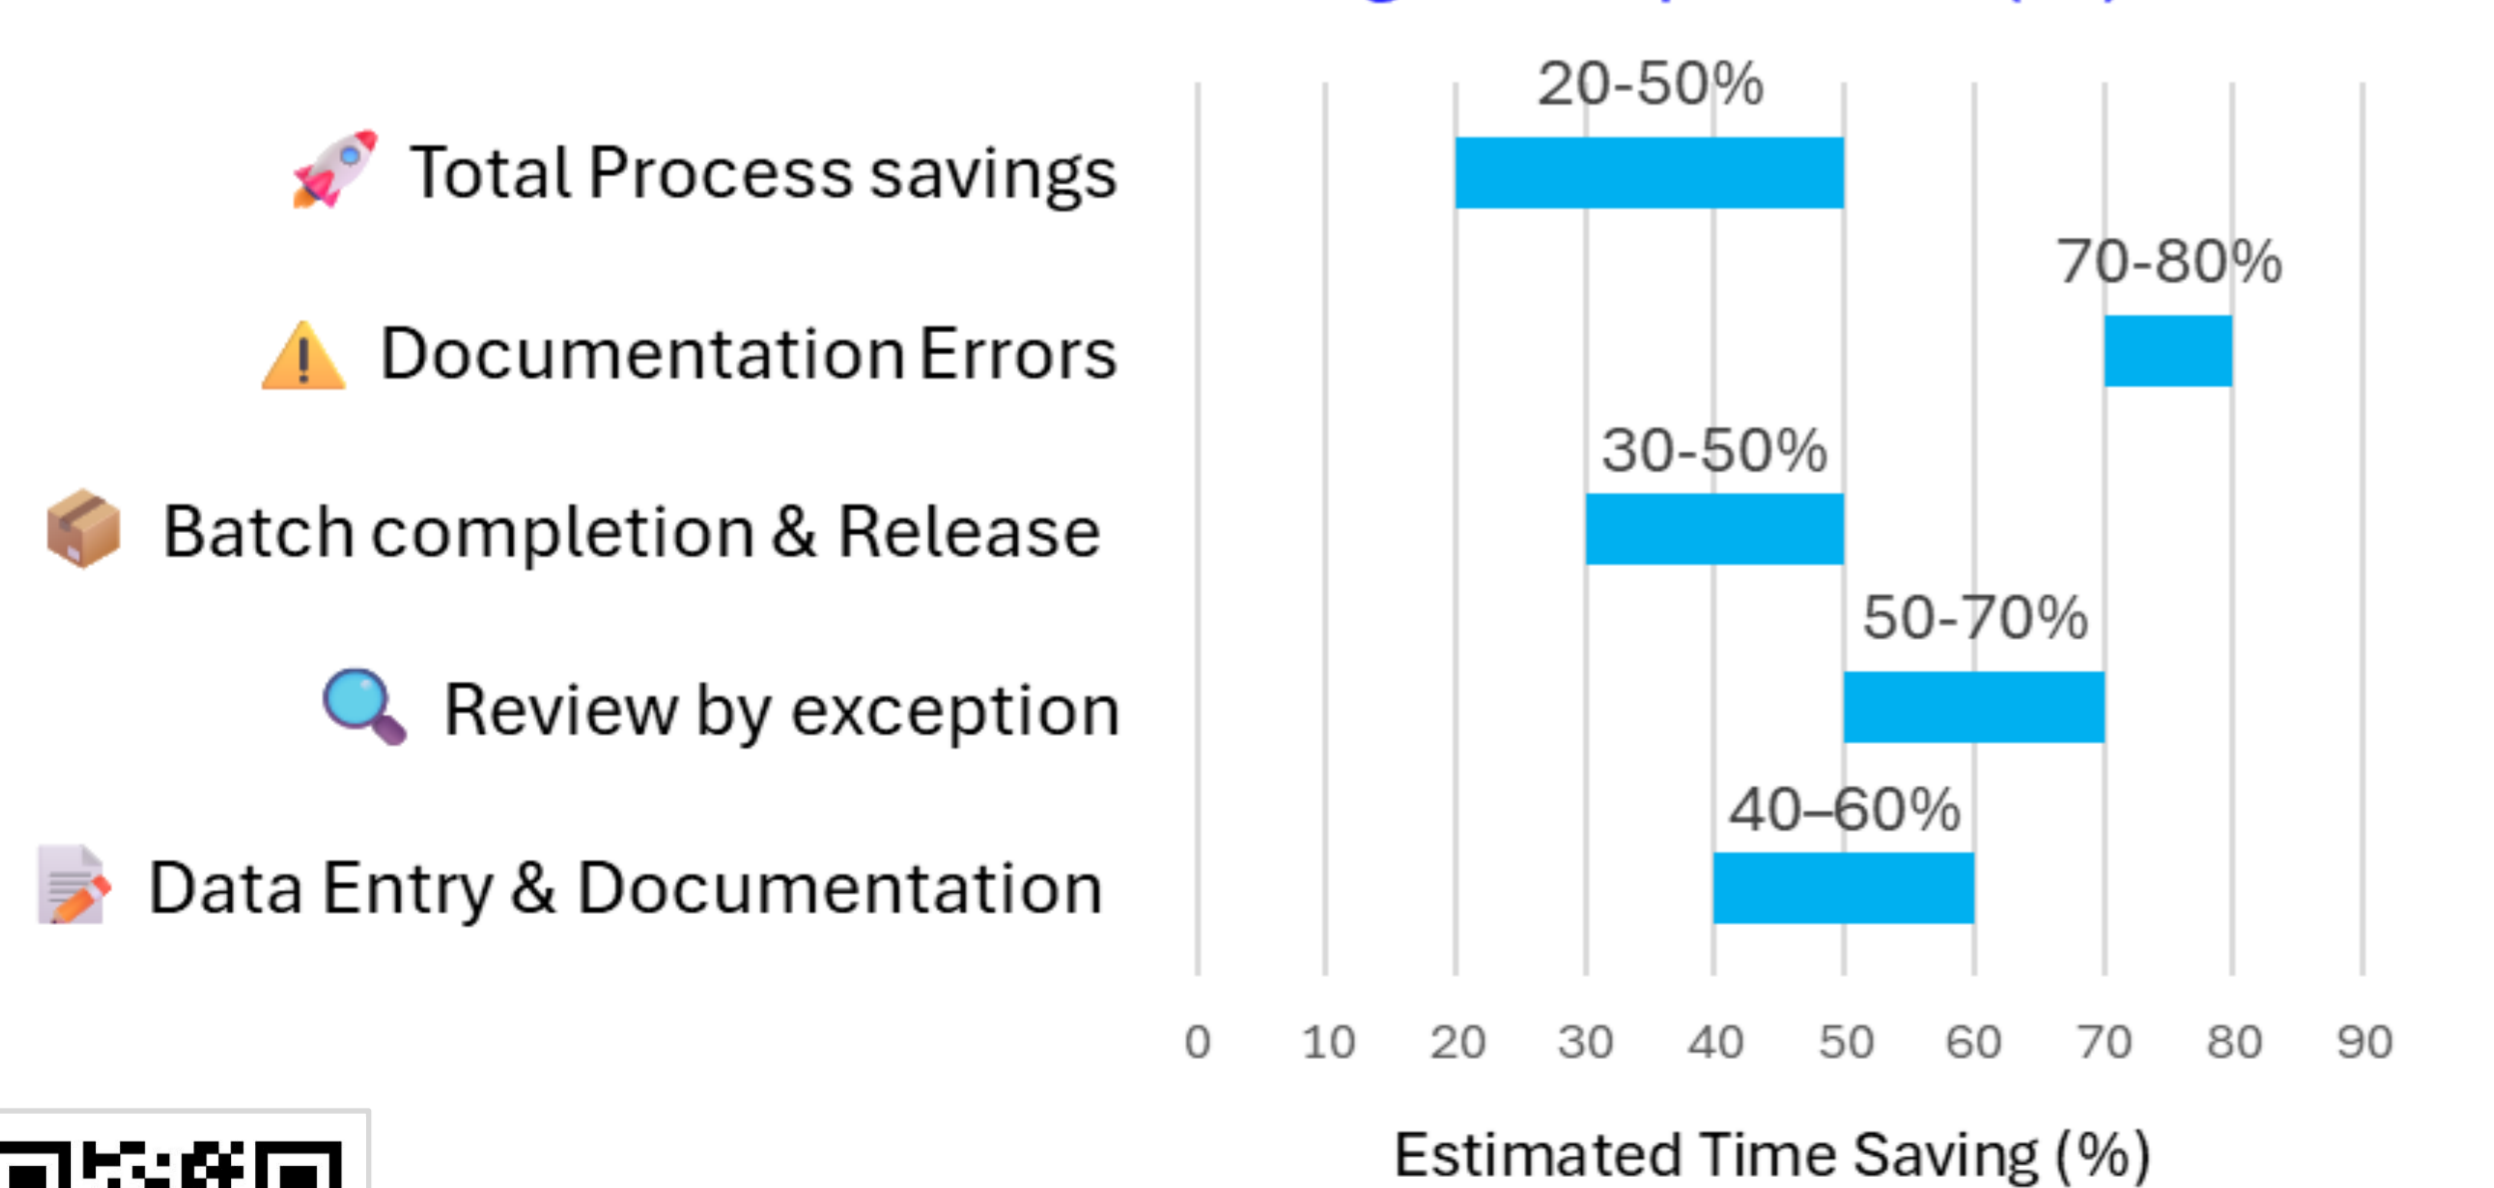 20-50%
🚀 Total Process savings
70-80%
⚠️ Documentation Errors
30-50%
📦 Batch completion & Release
50-70%
🔍 Review by exception
40–60%
📝 Data Entry & Documentation
0 10 20 30 40 50 60 70 80 90
Estimated Time Saving (%)